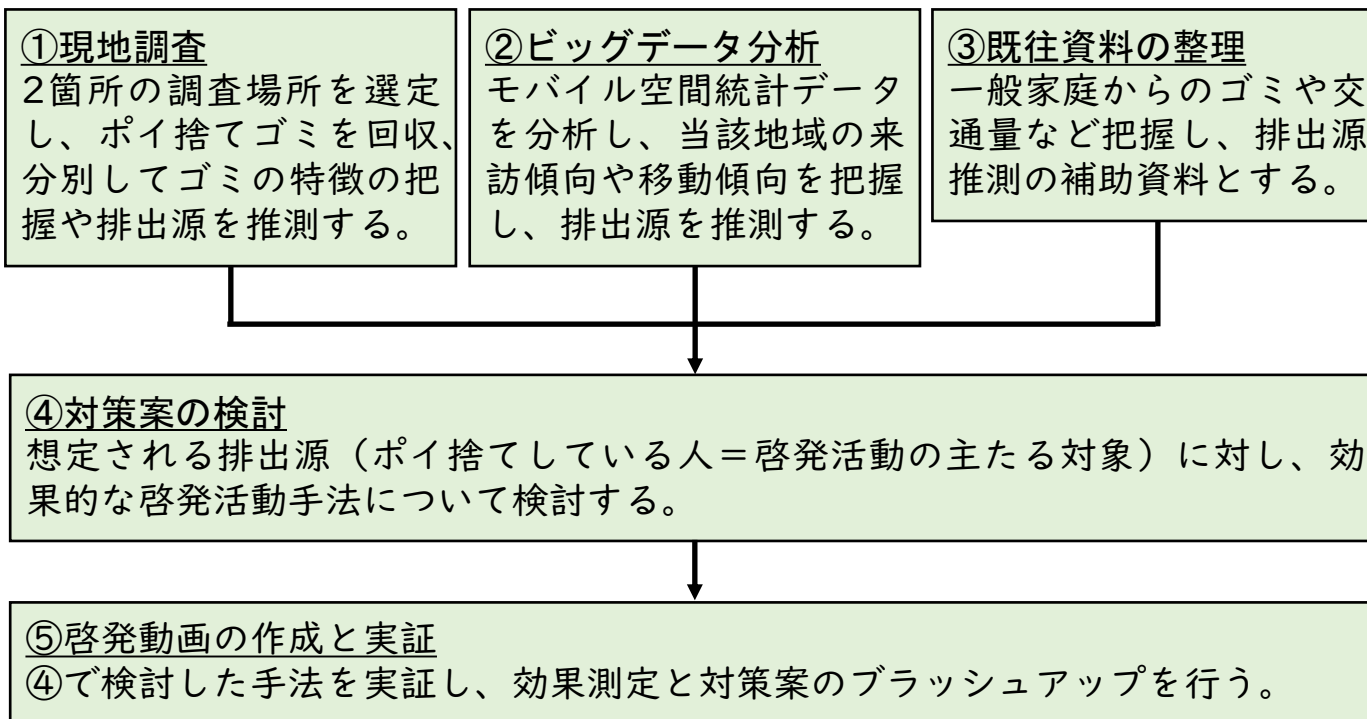 ①現地調査
2箇所の調査場所を選定
し、ポイ捨てゴミを回収、
分別してゴミの特徴の把
握や排出源を推測する。
②ビッグデータ分析
モバイル空間統計データ
を分析し、当該地域の来
訪傾向や移動傾向を把握
し、排出源を推測する。
③既往資料の整理
一般家庭からのゴミや交
通量など把握し、排出源
推測の補助資料とする。
④対策案の検討
想定される排出源（ポイ捨てしている人＝啓発活動の主たる対象）に対し、効
果的な啓発活動手法について検討する。
⑤啓発動画の作成と実証
④で検討した手法を実証し、効果測定と対策案のブラッシュアップを行う。